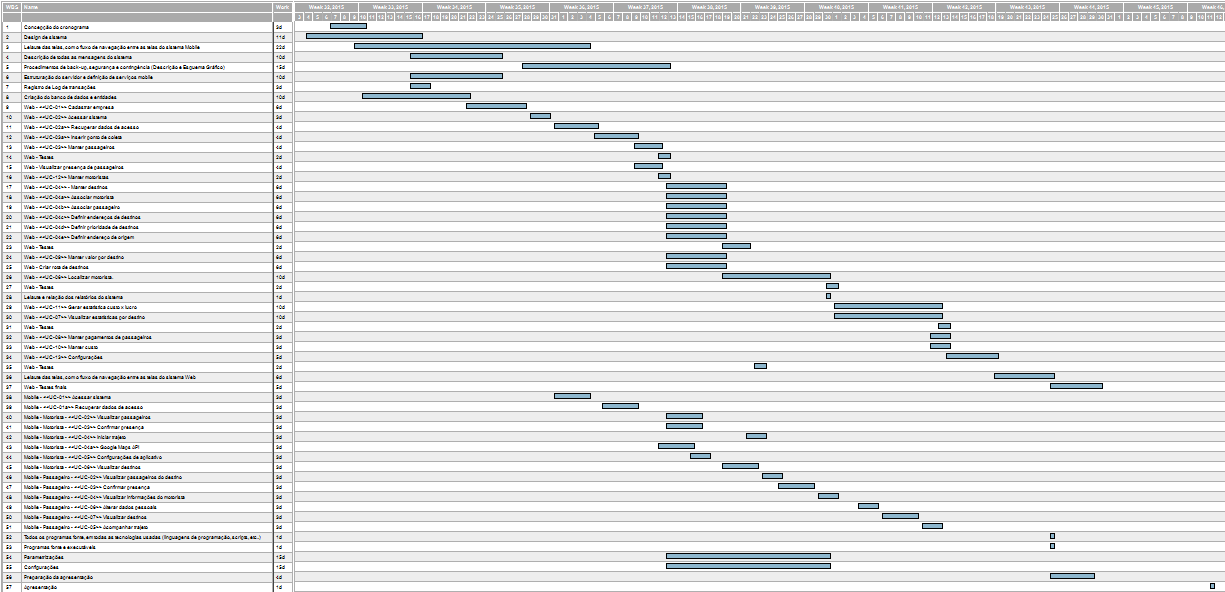 WBS Name Work Week 32, 2015 Week 33, 2015 Week 34, 2015 Week 35, 2015 Week 36, 2015 Week 37, 2015 Week 38, 2015 Week 39, 2015 Week 40, 2015 Week 41, 2015 Week 42, 2015 Week 43, 2015 Week 44, 2015 Week 45, 2015 Week 46,
1 Concepção do cronograma 3d
2 Design do sistema 11d
3 Leiaute das telas, com o fluxo de navegação entre as telas do sistema Mobile 22d
4 Descrição de todas as mensagens do sistema 10d
5 Procedimentos de back-up, segurança e contingência (Descrição e Esquema Gráfico) 15d
6 Estruturação do servidor e definição de serviços mobile 10d
7 Registro de Log de transações 3d
8 Criação do banco de dados e entidades 10d
9 Web - <<UC-01>> Cadastrar empresa 6d
10 Web - <<UC-02>> Acessar sistema 3d
11 Web - <<UC-02a>> Recuperar dados de acesso 4d
12 Web - <<UC-03a>> Inserir ponto de coleta 4d
13 Web - <<UC-03>> Manter passageiros 4d
14 Web - Testes 2d
15 Web - Visualizar presença de passageiros 4d
16 Web - <<UC-12>> Manter motoristas 2d
17 Web - <<UC-04>> - Manter destinos 6d
18 Web - <<UC-04a>> Associar motorista 6d
19 Web - <<UC-04b>> Associar passageiro 6d
20 Web - <<UC-04c>> Definir endereços de destinos 6d
21 Web - <<UC-04d>> Definir prioridade de destinos 6d
22 Web - <<UC-04e>> Definir endereço de origem 6d
23 Web - Testes 2d
24 Web - <<UC-09>> Manter valor por destino 6d
25 Web - Criar rota de destinos 6d
26 Web - <<UC-06>> Localizar motorista. 10d
27 Web - Testes 2d
28 Leiaute e relação dos relatórios do sistema 1d
29 Web - <<UC-11>> Gerar estatística custo x lucro 10d
30 Web - <<UC-07>> Visualizar estatísticas por destino 10d
31 Web - Testes 2d
32 Web - <<UC-08>> Manter pagamentos de passageiros 3d
33 Web - <<UC-10>> Manter custo 3d
34 Web - <<UC-13>> Configurações 5d
35 Web - Testes 2d
36 Leiaute das telas, com o fluxo de navegação entre as telas do sistema Web 6d
37 Web - Testes finais 5d
38 Mobile - <<UC-01>> Acessar sistema 3d
39 Mobile - <<UC-01a>> Recuperar dados de acesso 3d
40 Mobile - Motorista - <<UC-02>> Visualizar passageiros 3d
41 Mobile - Motorista - <<UC-03>> Confirmar presença 3d
42 Mobile - Motorista - <<UC-04>> Iniciar trajeto 3d
43 Mobile - Motorista - <<UC-04a>> Google Maps API 3d
44 Mobile - Motorista - <<UC-05>> Configurações do aplicativo 3d
45 Mobile - Motorista - <<UC-06>> Visualizar destinos 3d
46 Mobile - Passageiro - <<UC-02>> Visualizar passageiros do destino 3d
47 Mobile - Passageiro - <<UC-03>> Confirmar presença 3d
48 Mobile - Passageiro - <<UC-04>> Visualizar informações do motorista 3d
49 Mobile - Passageiro - <<UC-06>> Alterar dados pessoais 3d
50 Mobile - Passageiro - <<UC-07>> Visualizar destinos 3d
51 Mobile - Passageiro - <<UC-05>> Acompanhar trajeto 3d
52 Todos os programas fonte, em todas as tecnologias usadas (linguagens de programação, scripts, etc..) 1d
53 Programas fonte e executáveis 1d
54 Parametrizações 15d
55 Configurações 15d
56 Preparação da apresentação 4d
57 Apresentação 1d